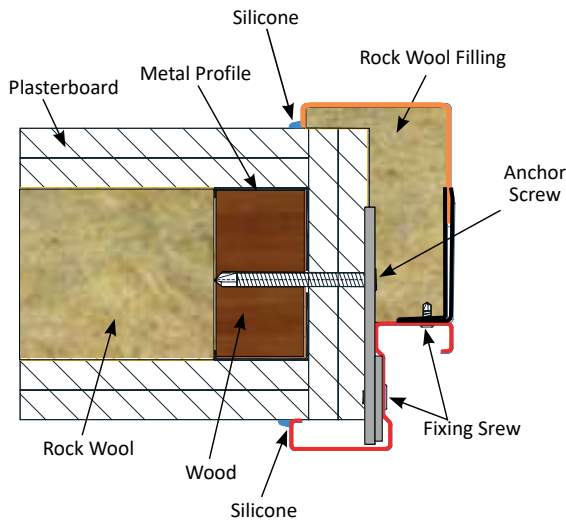 Silicone
Rock Wool Filling
Metal Profile
Plasterboard
Anchor
Screw
Fixing Srew
Rock Wool
Wood
Silicone